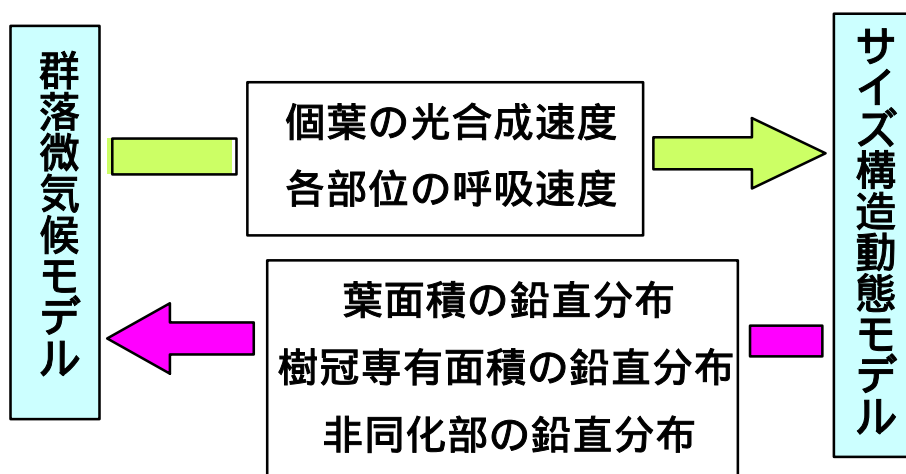 群落微気候モデル
個葉の光合成速度
各部位の呼吸速度
葉面積の鉛直分布
樹冠専有面積の鉛直分布
非同化部の鉛直分布
サイズ構造動態モデル